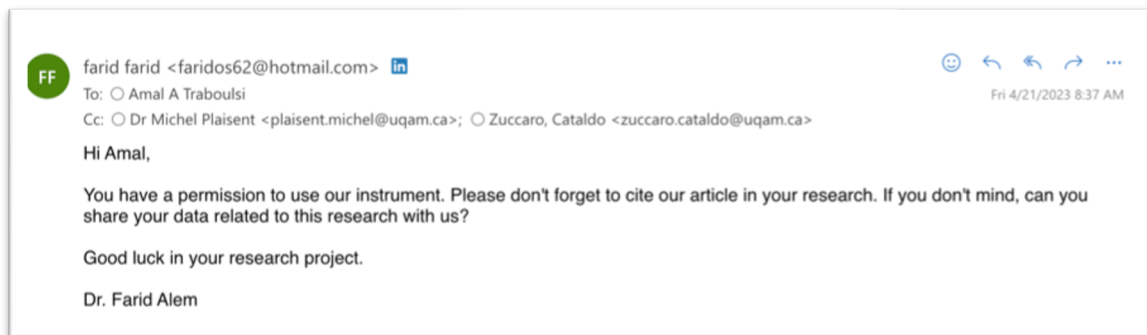 FF
farid farid <faridos62@hotmail.com> in
To: Amal A Traboulsi
Fri 4/21/2023 8:37 AM
Cc: Dr Michel Plaisent <plaisent.michel@uqam.ca>; Zuccaro, Cataldo <zuccaro.cataldo@uqam.ca>
Hi Amal,
You have a permission to use our instrument. Please don't forget to cite our article in your research. If you don't mind, can you
share your data related to this research with us?
Good luck in your research project.
Dr. Farid Alem